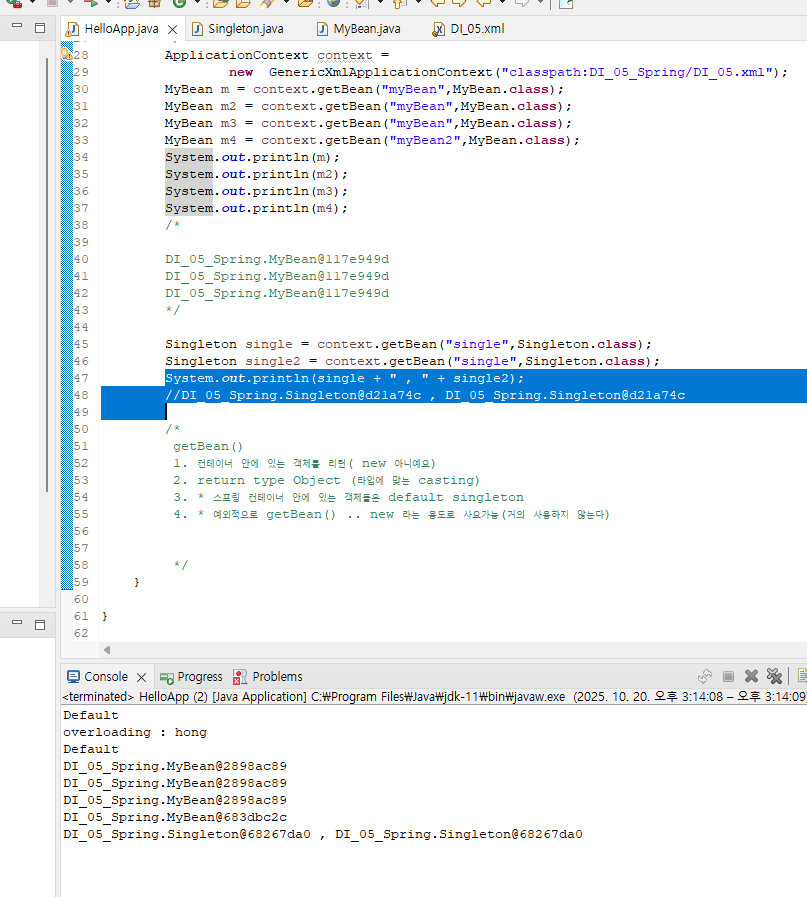 HelloApp.java
Singleton.java
MyBean.java
DI_05.xml
28 ApplicationContext context =
29 new GenericXmlApplicationContext("classpath:DI_05_Spring/DI_05.xml");
30 MyBean m = context.getBean("myBean",MyBean.class);
31 MyBean m2 = context.getBean("myBean",MyBean.class);
32 MyBean m3 = context.getBean("myBean",MyBean.class);
33 MyBean m4 = context.getBean("myBean2",MyBean.class);
34 System.out.println(m);
35 System.out.println(m2);
36 System.out.println(m3);
37 System.out.println(m4);
38 /*
39
40 DI_05_Spring.MyBean@117e949d
41 DI_05_Spring.MyBean@117e949d
42 DI_05_Spring.MyBean@117e949d
43 */
44
45 Singleton single = context.getBean("single",Singleton.class);
46 Singleton single2 = context.getBean("single",Singleton.class);
47 System.out.println(single + " , " + single2);
48 //DI_05_Spring.Singleton@d21a74c , DI_05_Spring.Singleton@d21a74c
49
50 /*
51 getBean()
52 1. 컨테이너 안에 있는 객체를 리턴( new 아니예요)
53 2. return type Object (타입에 맞는 casting)
54 3. * 스프링 컨테이너 안에 있는 객체들은 default singleton
55 4. * 예외적으로 getBean() .. new 라는 용도로 사요가능(거의 사용하지 않는다)
56
57
58 */
59 }
60
61 }
62
Console
Progress
Problems
<terminated> HelloApp (2) [Java Application] C:₩Program Files₩Java₩jdk-11₩bin₩javaw.exe (2025. 10. 20. 오후 3:14:08 – 오후 3:14:09
Default
overloading : hong
Default
DI_05_Spring.MyBean@2898ac89
DI_05_Spring.MyBean@2898ac89
DI_05_Spring.MyBean@2898ac89
DI_05_Spring.MyBean@683dbc2c
DI_05_Spring.Singleton@68267da0 , DI_05_Spring.Singleton@68267da0